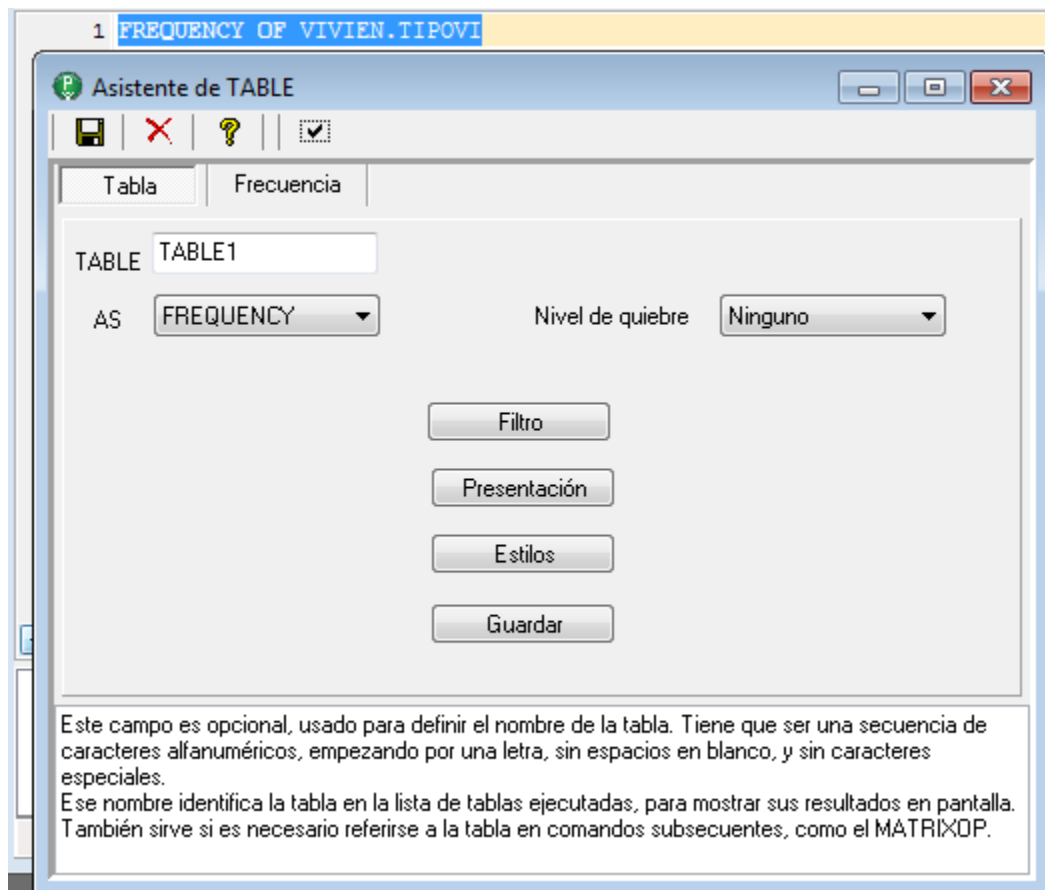 1 FREQUENCY OF VIVIEN.TIPOVI
Asistente de TABLE
Tabla Frecuencia
TABLE TABLE1
AS FREQUENCY Nivel de quiebre Ninguno
Filtro
Presentación
Estilos
Guardar
Este campo es opcional, usado para definir el nombre de la tabla. Tiene que ser una secuencia de
caracteres alfanuméricos, empezando por una letra, sin espacios en blanco, y sin caracteres
especiales.
Ese nombre identifica la tabla en la lista de tablas ejecutadas, para mostrar sus resultados en pantalla.
También sirve si es necesario referirse a la tabla en comandos subsecuentes, como el MATRIXOP.